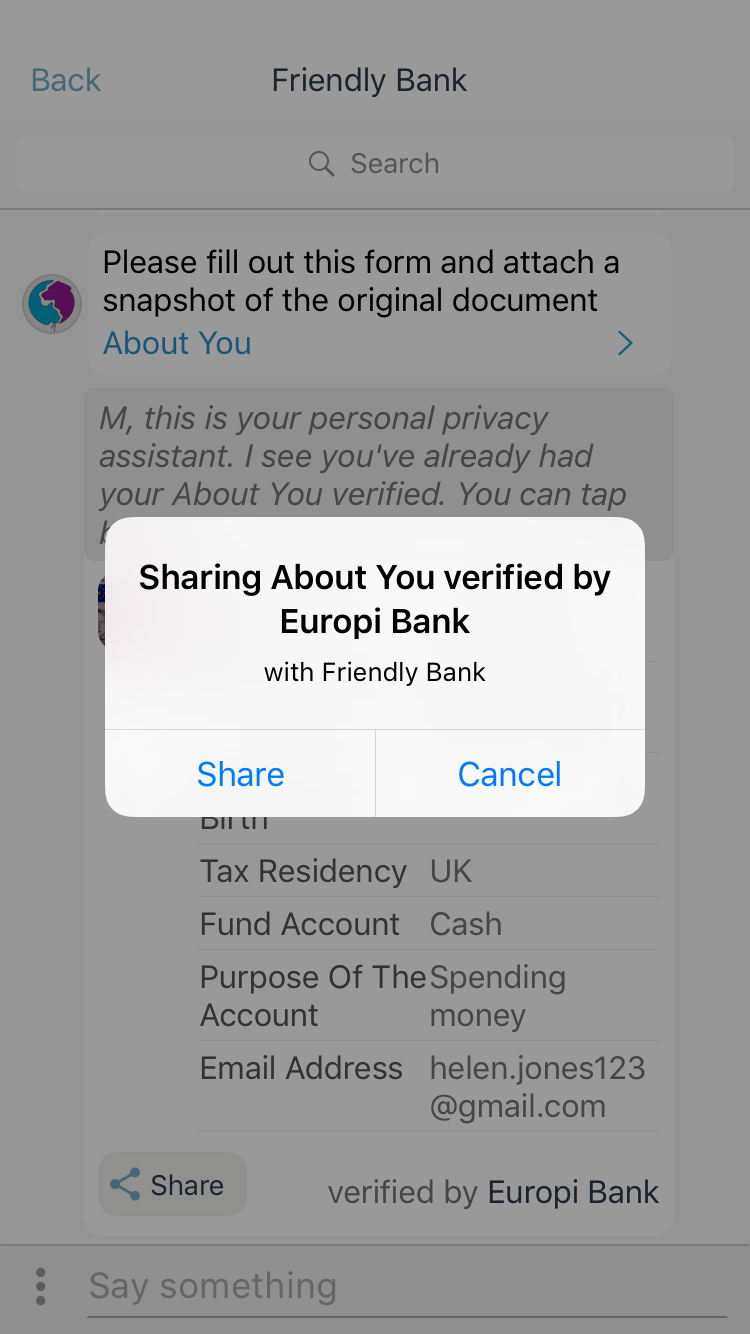 Back
Friendly Bank
Search
Please fill out this form and attach a
snapshot of the original document
About You
M, this is your personal privacy
assistant. I see you've already had
your About You verified. You can tap
Sharing About You verified by
Europi Bank
with Friendly Bank
Share
Cancel
Birth
Tax Residency UK
Fund Account Cash
Purpose Of The Spending
Account money
Email Address helen.jones123
@gmail.com
Share
verified by Europi Bank
Say something